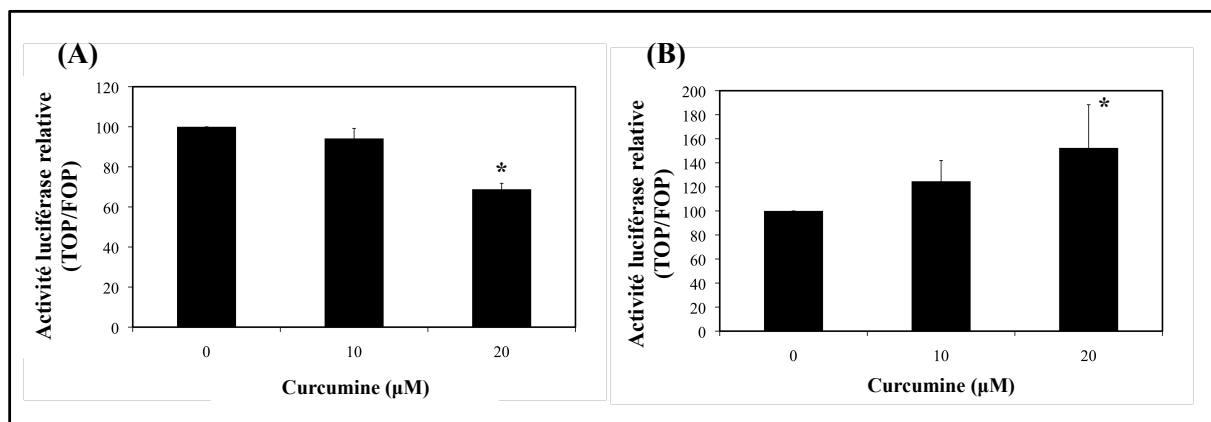 (A)
Activité luciférase relative
(TOP/FOP)
120
100
80
60
40
20
0
*
0 10 20
Curcumine (µM)
(B)
Activité luciférase relative
(TOP/FOP)
200
180
160
140
120
100
80
60
40
20
0
*
0 10 20
Curcumine (µM)